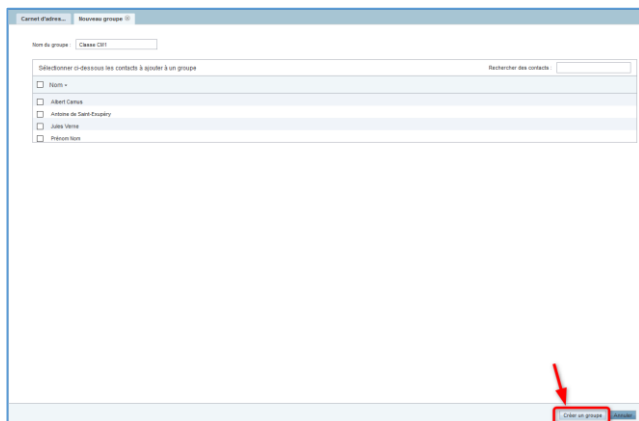 Carnet d'adres... Nouveau groupe
Nom du groupe : Classe CM1
Sélectionner ci-dessous les contacts à ajouter à un groupe Rechercher des contacts :
Nom
Albert Camus
Antoine de Saint-Exupéry
Jules Verne
Prénom Nom
Créer un groupe Annuler